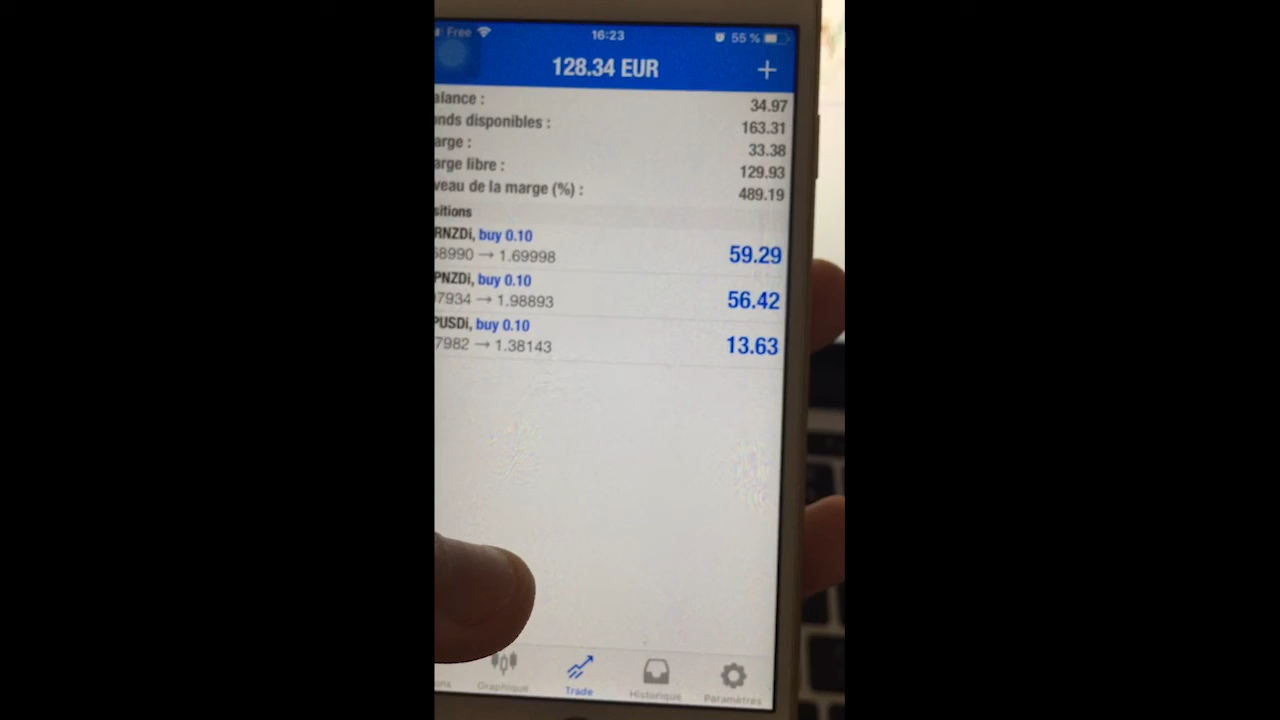 Free 16:23 55 %
128.34 EUR
alance : 34.97
onds disponibles : 163.31
arge : 33.38
arge libre : 129.93
veau de la marge (%) : 489.19
sitions
RNZDi, buy 0.10
68990 → 1.69998 59.29
PNZDi, buy 0.10
97934 → 1.98893 56.42
PUSDi, buy 0.10
7982 → 1.38143 13.63
ons Graphique Trade Historique Paramètres